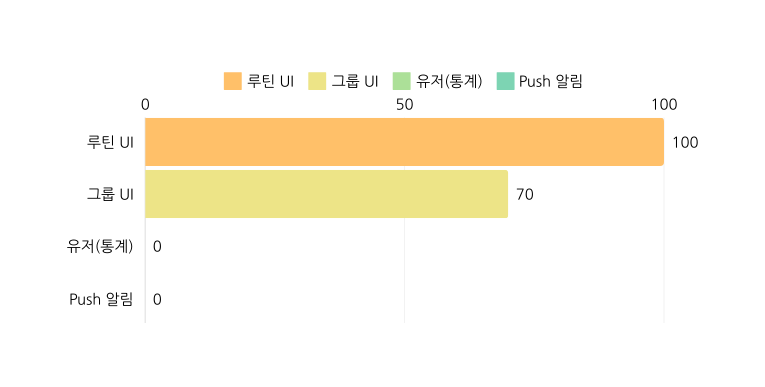 루틴 UI 그룹 UI 유저(통계) Push 알림
0 50 100
루틴 UI 100
그룹 UI 70
유저(통계) 0
Push 알림 0